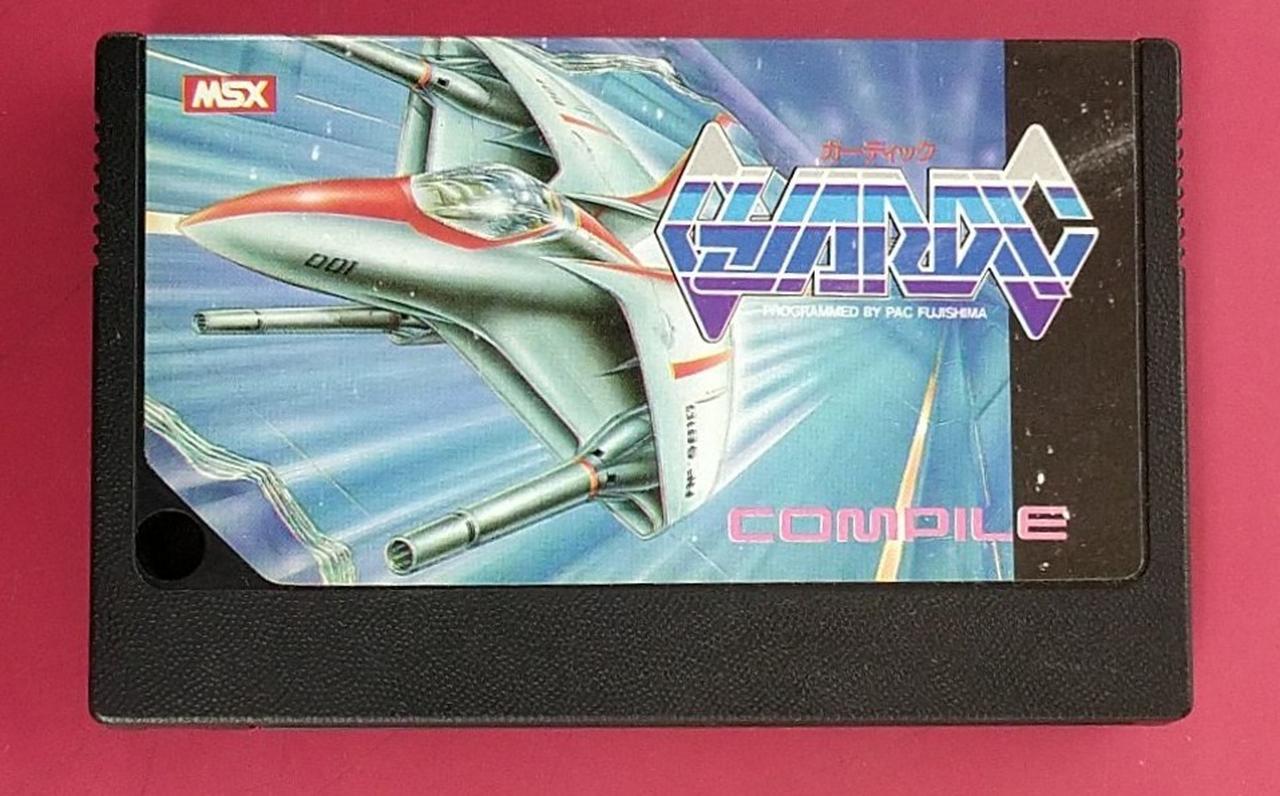 MSX
ガーディック
GUARDIC
PROGRAMMED BY PAC FUJISHIMA
001
COMPILE